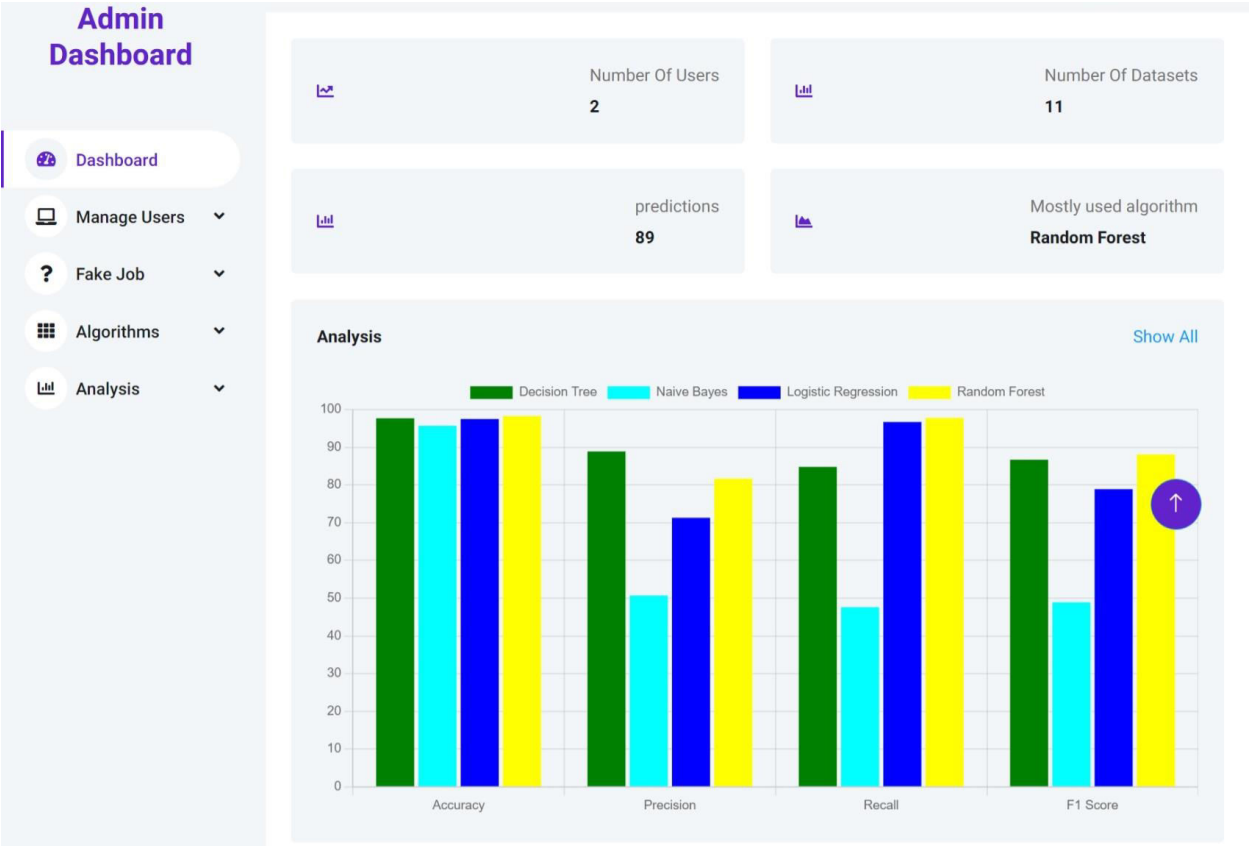 Admin
Dashboard
Dashboard
Manage Users
? Fake Job
Algorithms
Analysis
Number Of Users
2
Number Of Datasets
11
predictions
89
Mostly used algorithm
Random Forest
Analysis
Show All
Decision Tree Naive Bayes Logistic Regression Random Forest
100
90
80
70
60
50
40
30
20
10
0
Accuracy Precision Recall F1 Score